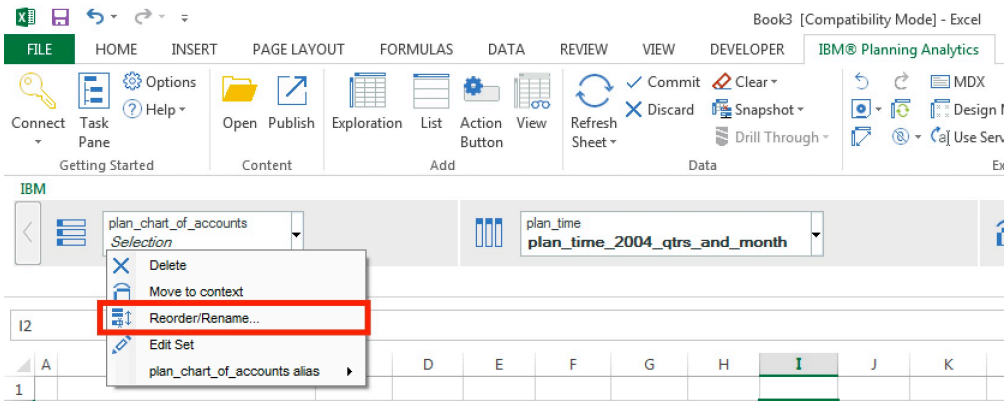 Book3 [Compatibility Mode] - Excel
FILE HOME INSERT PAGE LAYOUT FORMULAS DATA REVIEW VIEW DEVELOPER IBM® Planning Analytics
Options Commit Clear MDX
Help Discard Snapshot Design
Connect Task Pane Open Publish Exploration List Action Button View Refresh Sheet Drill Through Use
Getting Started Content Add Data
IBM
plan_chart_of_accounts plan_time
Selection plan_time_2004_qtrs_and_month
Delete
Move to context
Reorder/Rename...
I2
Edit Set
plan_chart_of_accounts alias
A D E F G H I J K
1